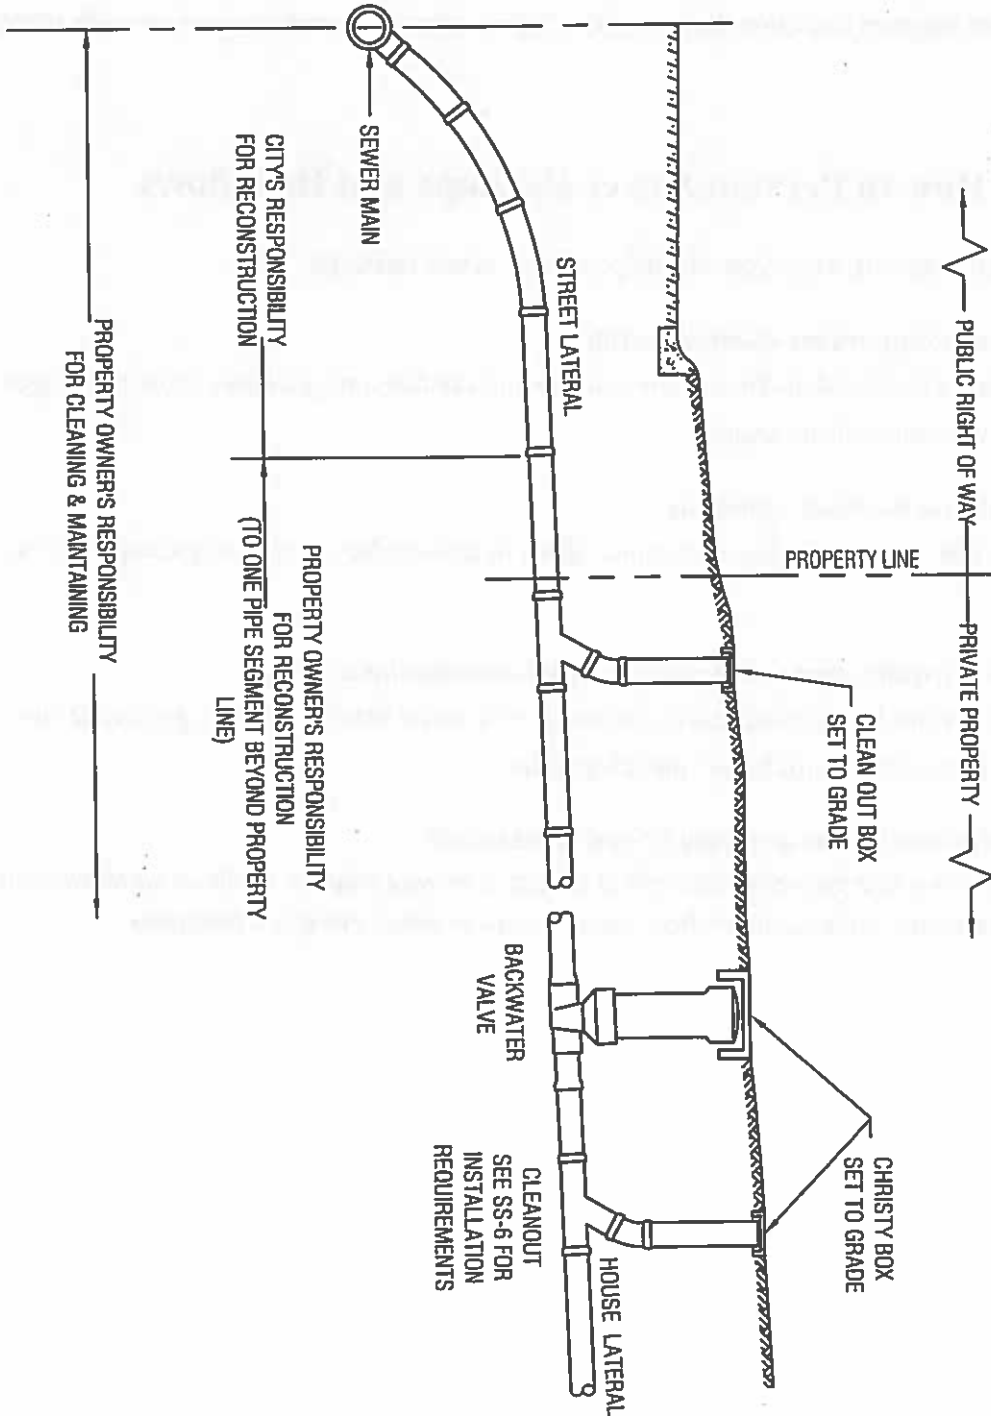 PUBLIC RIGHT OF WAY
PRIVATE PROPERTY
PROPERTY LINE
CLEAN OUT BOX
SET TO GRADE
CHRISTY BOX
SET TO GRADE
STREET LATERAL
HOUSE LATERAL
SEWER MAIN
BACKWATER
VALVE
CLEANOUT
SEE SS-6 FOR
INSTALLATION
REQUIREMENTS
CITY'S RESPONSIBILITY
FOR RECONSTRUCTION
PROPERTY OWNER'S RESPONSIBILITY
FOR RECONSTRUCTION
(TO ONE PIPE SEGMENT BEYOND PROPERTY
LINE)
PROPERTY OWNER'S RESPONSIBILITY
FOR CLEANING & MAINTAINING